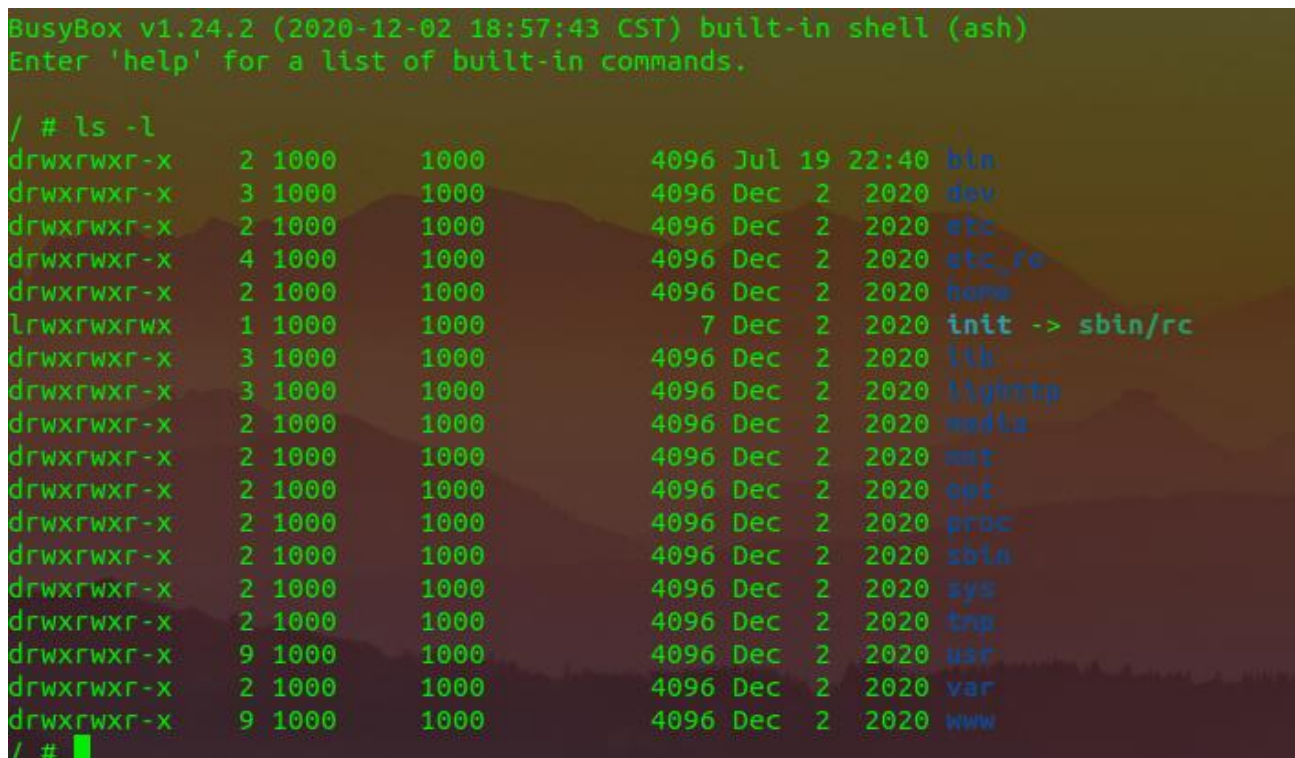 BusyBox v1.24.2 (2020-12-02 18:57:43 CST) built-in shell (ash)
Enter 'help' for a list of built-in commands.
/ # ls -l
drwxrwxr-x    2 1000     1000          4096 Jul 19 22:40 bin
drwxrwxr-x    3 1000     1000          4096 Dec  2  2020 dev
drwxrwxr-x    2 1000     1000          4096 Dec  2  2020 etc
drwxrwxr-x    4 1000     1000          4096 Dec  2  2020 etc_ro
drwxrwxr-x    2 1000     1000          4096 Dec  2  2020 home
lrwxrwxrwx    1 1000     1000             7 Dec  2  2020 init -> sbin/rc
drwxrwxr-x    3 1000     1000          4096 Dec  2  2020 lib
drwxrwxr-x    3 1000     1000          4096 Dec  2  2020 lighttp
drwxrwxr-x    2 1000     1000          4096 Dec  2  2020 media
drwxrwxr-x    2 1000     1000          4096 Dec  2  2020 mnt
drwxrwxr-x    2 1000     1000          4096 Dec  2  2020 opt
drwxrwxr-x    2 1000     1000          4096 Dec  2  2020 proc
drwxrwxr-x    2 1000     1000          4096 Dec  2  2020 sbin
drwxrwxr-x    2 1000     1000          4096 Dec  2  2020 sys
drwxrwxr-x    2 1000     1000          4096 Dec  2  2020 tmp
drwxrwxr-x    9 1000     1000          4096 Dec  2  2020 usr
drwxrwxr-x    2 1000     1000          4096 Dec  2  2020 var
drwxrwxr-x    9 1000     1000          4096 Dec  2  2020 www
/ #